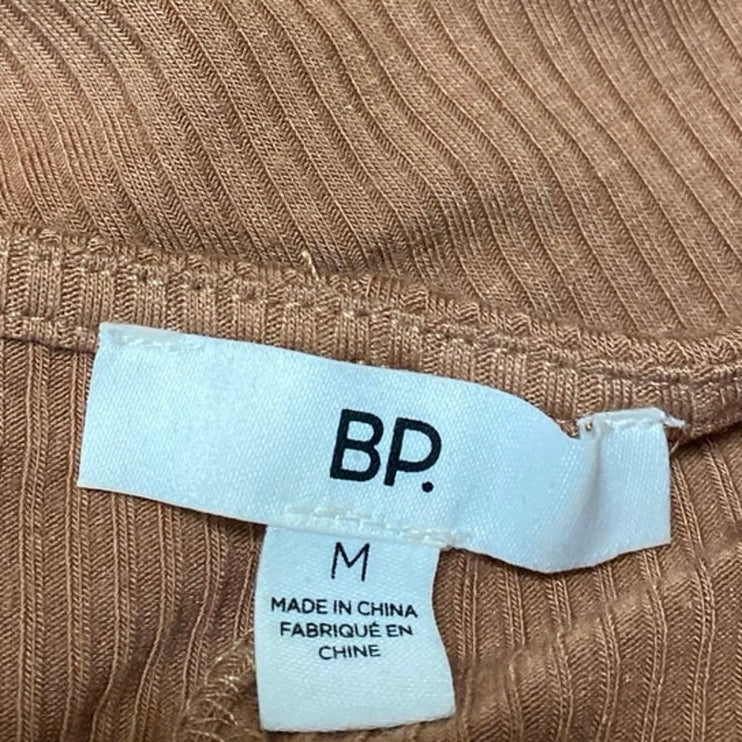 BP.
M
MADE IN CHINA
FABRIQUÉ EN
CHINE